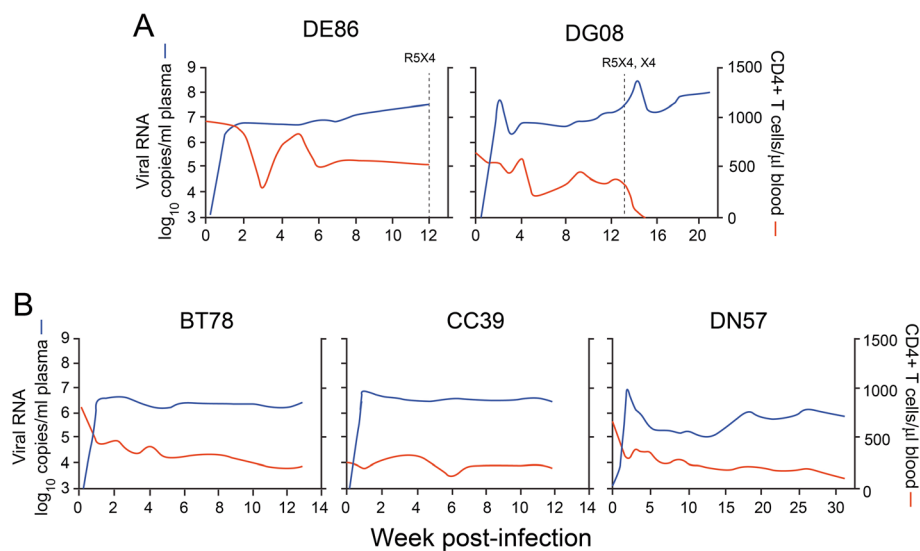 A
DE86
DG08
R5X4
R5X4, X4
Viral RNA
log10 copies/ml plasma
9
8
7
6
5
4
3
0 2 4 6 8 10 12
0 4 8 12 16 20
1500
1000
500
0
CD4+ T cells/µl blood
B
BT78
CC39
DN57
Viral RNA
log10 copies/ml plasma
9
8
7
6
5
4
3
0 2 4 6 8 10 12 14
0 2 4 6 8 10 12 14
0 5 10 15 20 25 30
1500
1000
500
0
CD4+ T cells/µl blood
Week post-infection